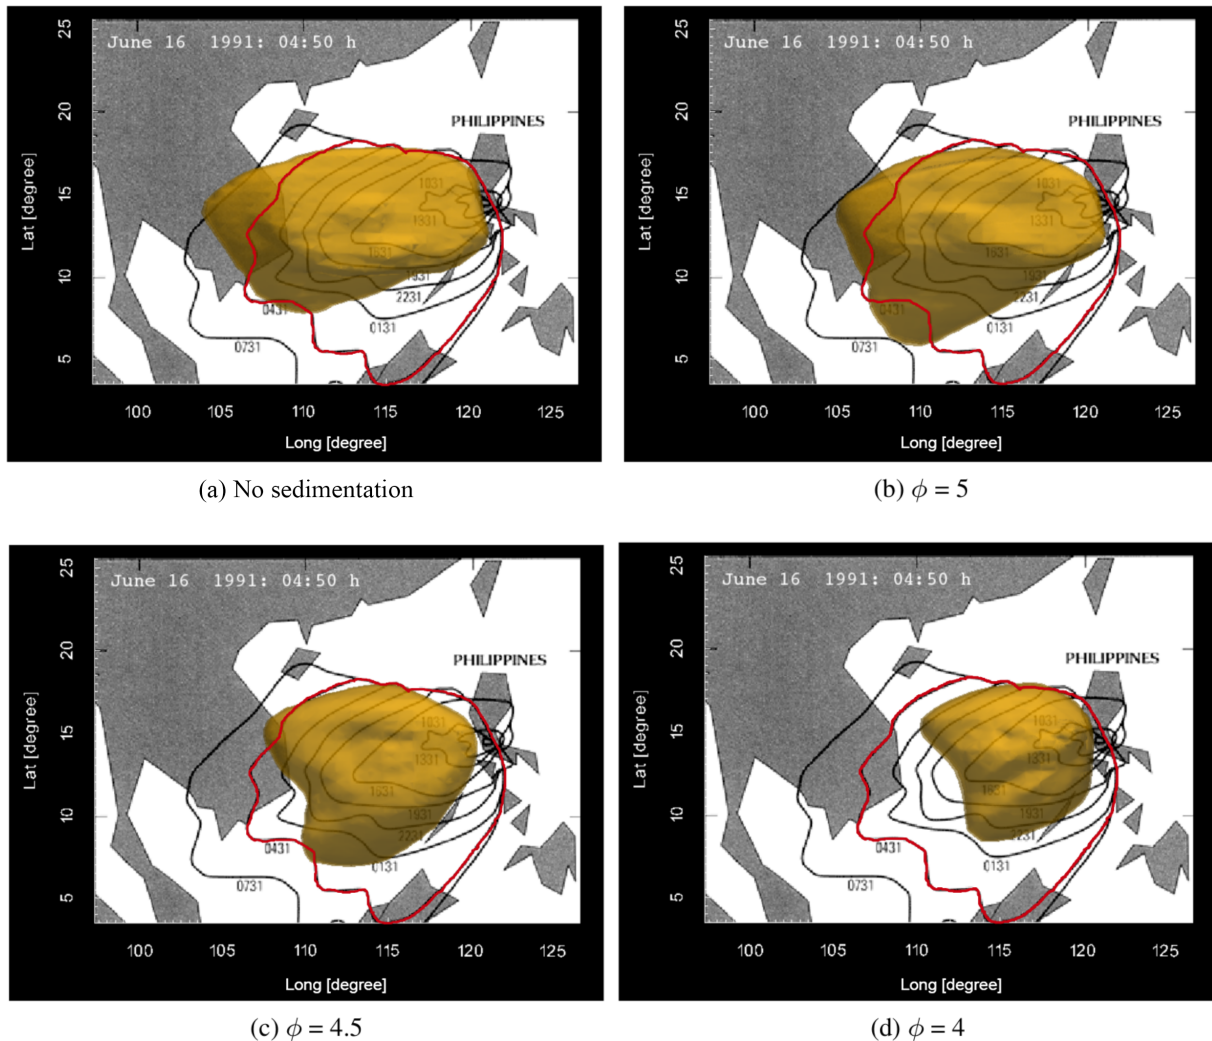 25
June 16 1991: 04:50 h
20
PHILIPPINES
15
1031
1331
1631
10
1931
2231
0431
0131
0731
5
Lat [degree]
100 105 110 115 120 125
Long [degree]
(a) No sedimentation
25
June 16 1991: 04:50 h
20
PHILIPPINES
15
1031
1331
1631
10
1931
2231
0431
0131
0731
5
Lat [degree]
100 105 110 115 120 125
Long [degree]
(b) ϕ = 5
25
June 16 1991: 04:50 h
20
PHILIPPINES
15
1031
1331
1631
10
1931
2231
0431
0131
0731
5
Lat [degree]
100 105 110 115 120 125
Long [degree]
(c) ϕ = 4.5
25
June 16 1991: 04:50 h
20
PHILIPPINES
15
1031
1331
1631
10
1931
2231
0431
0131
0731
5
Lat [degree]
100 105 110 115 120 125
Long [degree]
(d) ϕ = 4